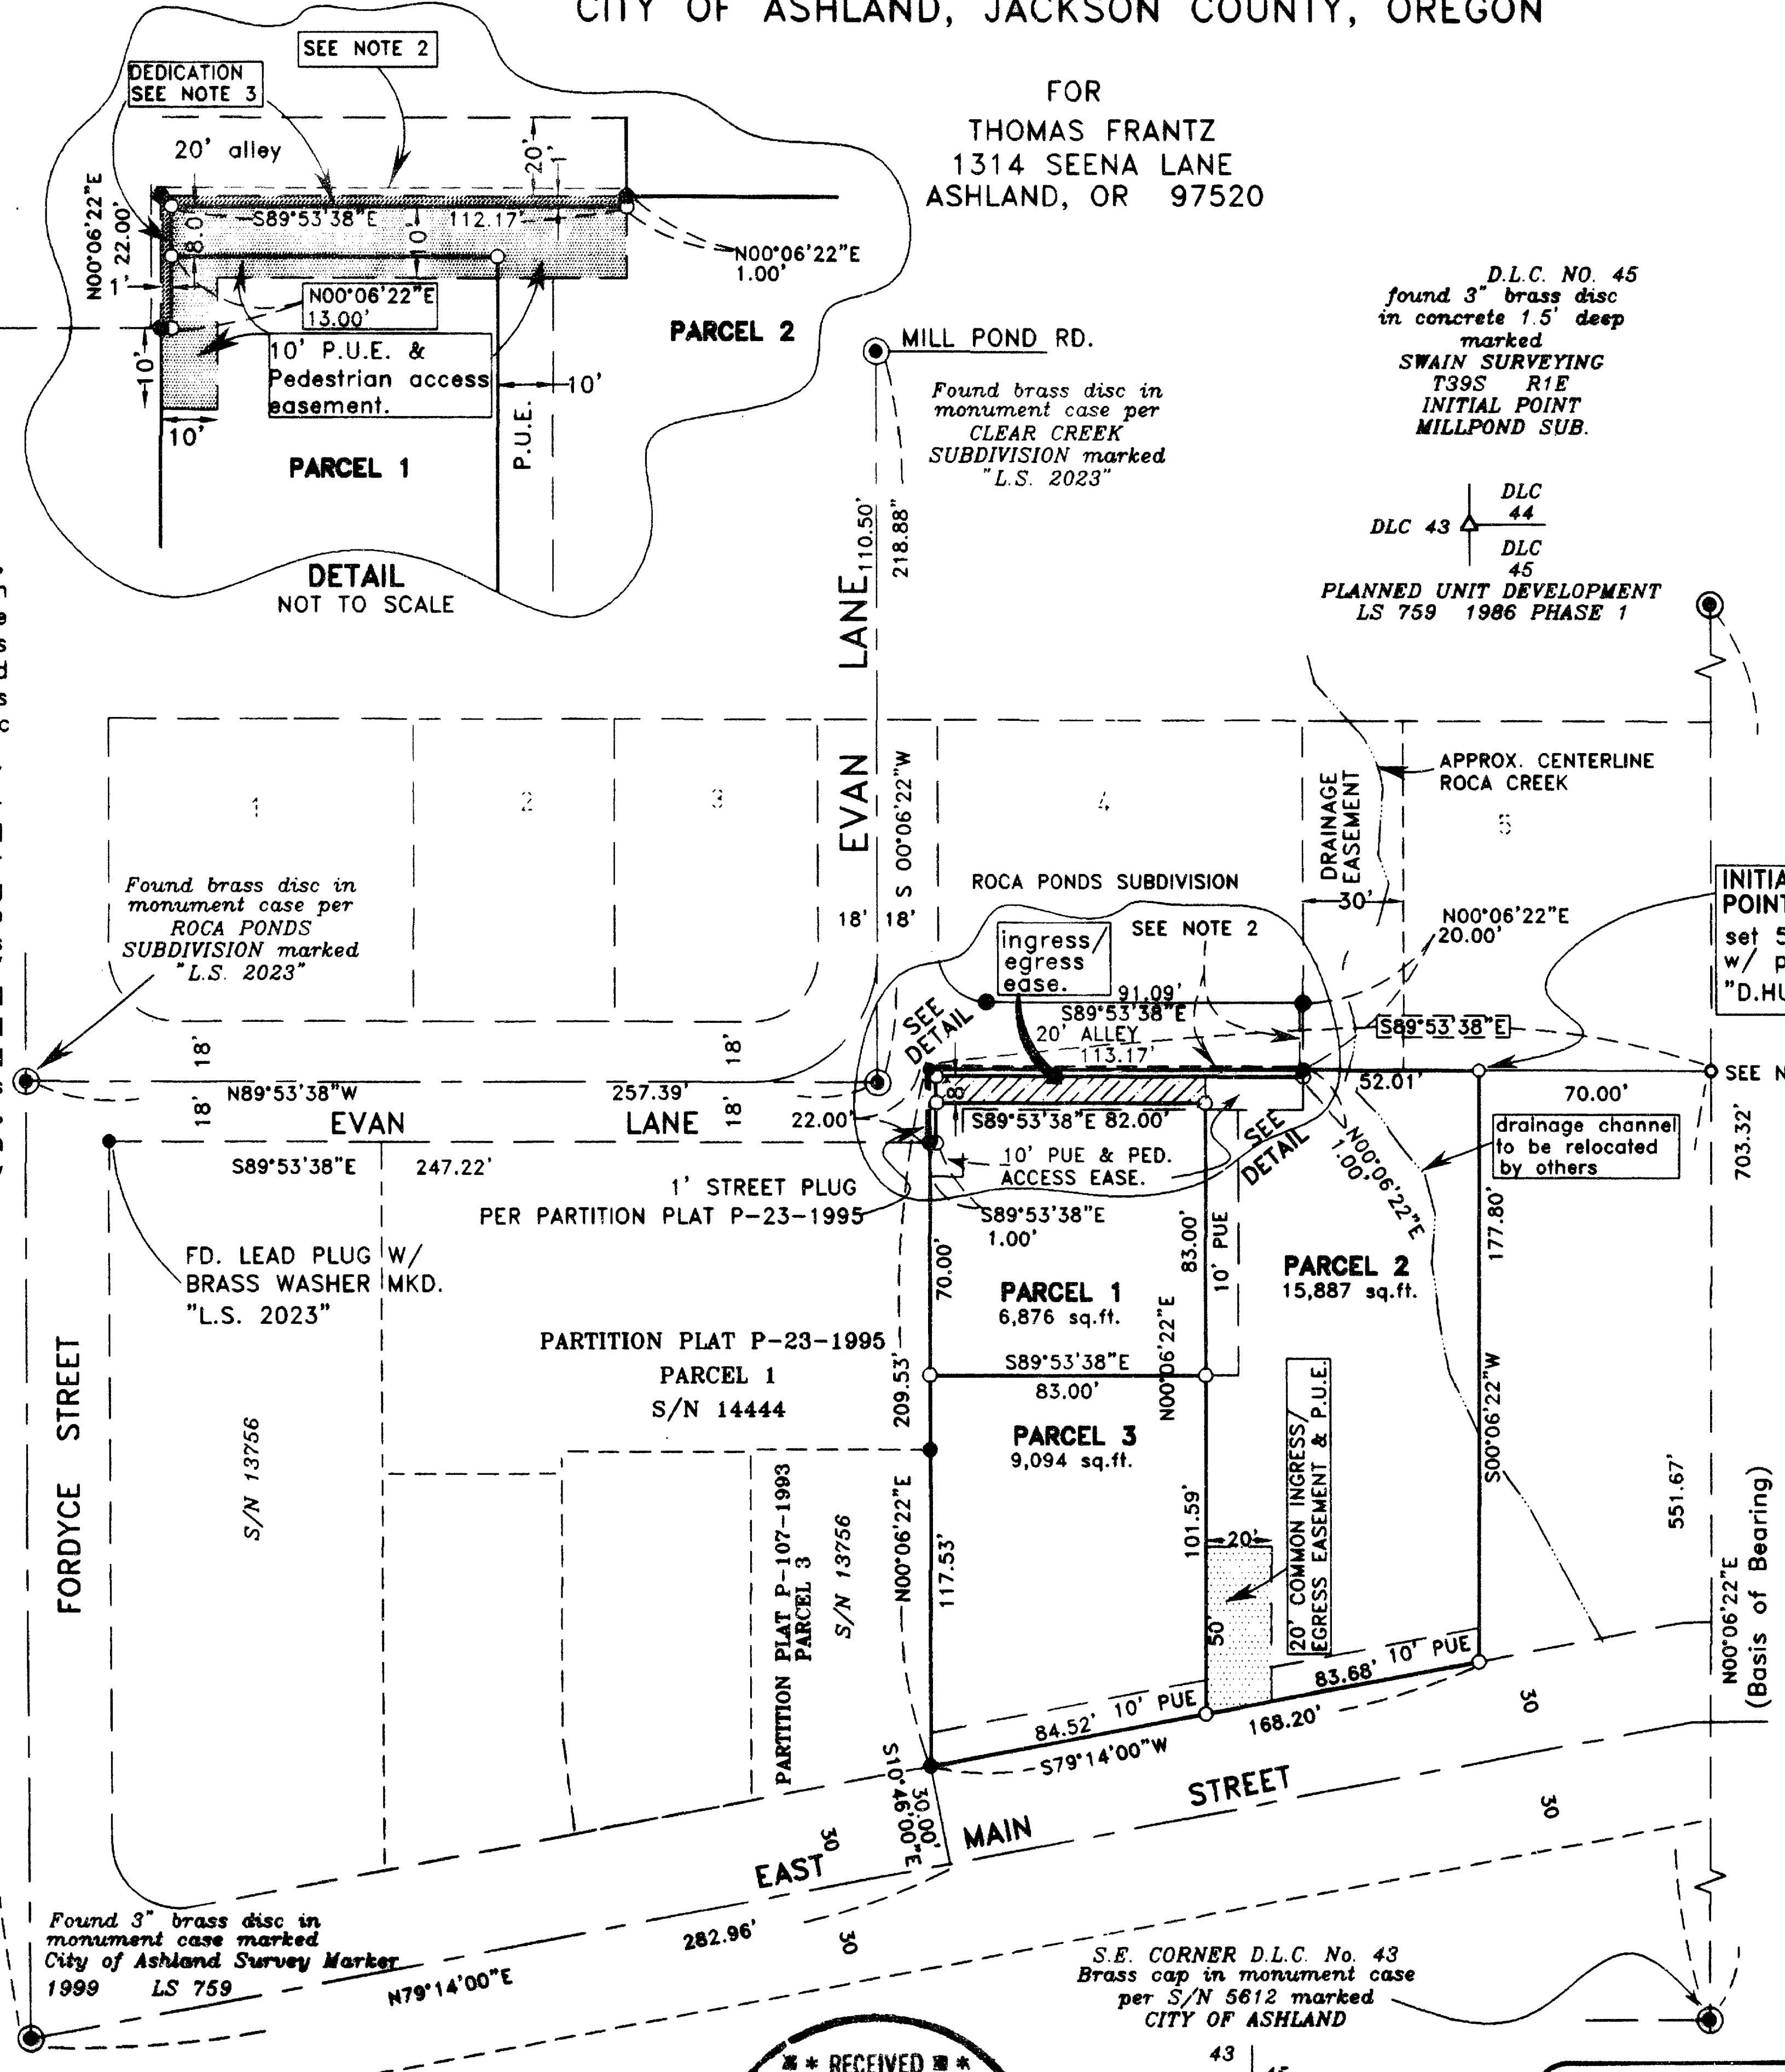 CITY OF ASHLAND, JACKSON COUNTY, OREGON
FOR
THOMAS FRANTZ
1314 SEENA LANE
ASHLAND, OR 97520
SEE NOTE 2
DEDICATION
SEE NOTE 3
20' alley
20'
1'
N00°06'22"E
22.00'
8.0'
S89°53'38"E
112.17'
10'
N00°06'22"E
1.00'
1'
N00°06'22"E
13.00'
10' P.U.E. &
Pedestrian access
easement.
10'
10'
10'
P.U.E.
PARCEL 2
PARCEL 1
DETAIL
NOT TO SCALE
MILL POND RD.
Found brass disc in
monument case per
CLEAR CREEK
SUBDIVISION marked
"L.S. 2023"
D.L.C. NO. 45
found 3" brass disc
in concrete 1.5' deep
marked
SWAIN SURVEYING
T39S R1E
INITIAL POINT
MILLPOND SUB.
DLC
44
DLC 43
DLC
45
PLANNED UNIT DEVELOPMENT
LS 759 1986 PHASE 1
110.50'
218.88"
EVAN LANE
S 00°06'22"W
18' 18'
1
2
3
4
5
DRAINAGE
EASEMENT
30'
APPROX. CENTERLINE
ROCA CREEK
Found brass disc in
monument case per
ROCA PONDS
SUBDIVISION marked
"L.S. 2023"
ROCA PONDS SUBDIVISION
SEE NOTE 2
ingress/
egress
ease.
N00°06'22"E
20.00'
INITIA
POINT
set 5
w/ p
"D.HU
91.09'
S89°53'38"E
20' ALLEY
113.17'
SEE
DETAIL
S89°53'38"E
52.01'
70.00'
SEE N
18'
18'
N89°53'38"W
257.39'
18'
18'
EVAN LANE
22.00'
8'
S89°53'38"E 82.00'
SEE
DETAIL
N00°06'22"E
1.00'
drainage channel
to be relocated
by others
703.32'
S89°53'38"E 247.22'
10' PUE & PED.
ACCESS EASE.
1' STREET PLUG
PER PARTITION PLAT P-23-1995
S89°53'38"E
1.00'
FD. LEAD PLUG W/
BRASS WASHER MKD.
"L.S. 2023"
70.00'
83.00'
10' PUE
177.80'
PARCEL 1
6,876 sq.ft.
PARCEL 2
15,887 sq.ft.
N00°06'22"E
PARTITION PLAT P-23-1995
PARCEL 1
S/N 14444
209.53'
S89°53'38"E
83.00'
S00°06'22"W
PARCEL 3
9,094 sq.ft.
FORDYCE STREET
S/N 13756
PARTITION PLAT P-107-1993
PARCEL 3
S/N 13756
N00°06'22"E
117.53'
101.59'
20'
50'
20' COMMON INGRESS/
EGRESS EASEMENT & P.U.E.
551.67'
N00°06'22"E
(Basis of Bearing)
83.68' 10' PUE
84.52' 10' PUE
168.20'
S79°14'00"W
S10°46'00"E
30.00'
30
30
30
30
EAST MAIN STREET
282.96'
N79°14'00"E
Found 3" brass disc in
monument case marked
City of Ashland Survey Marker
1999 LS 759
S.E. CORNER D.L.C. No. 43
Brass cap in monument case
per S/N 5612 marked
CITY OF ASHLAND
43
45
* * RECEIVED * *